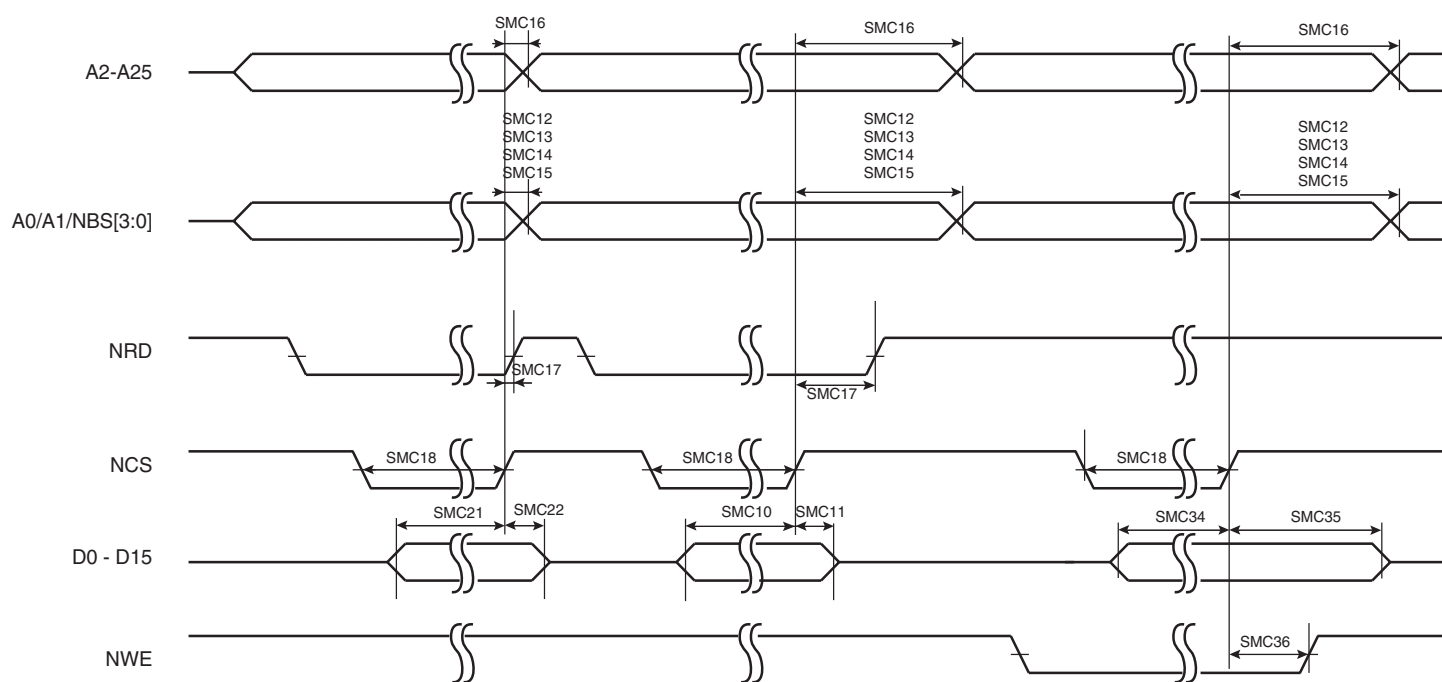 SMC16
SMC16
SMC16
A2-A25
SMC12
SMC13
SMC14
SMC15
SMC12
SMC13
SMC14
SMC15
SMC12
SMC13
SMC14
SMC15
A0/A1/NBS[3:0]
NRD
SMC17
SMC17
NCS
SMC18
SMC18
SMC18
SMC21
SMC22
SMC10
SMC11
SMC34
SMC35
D0 - D15
NWE
SMC36